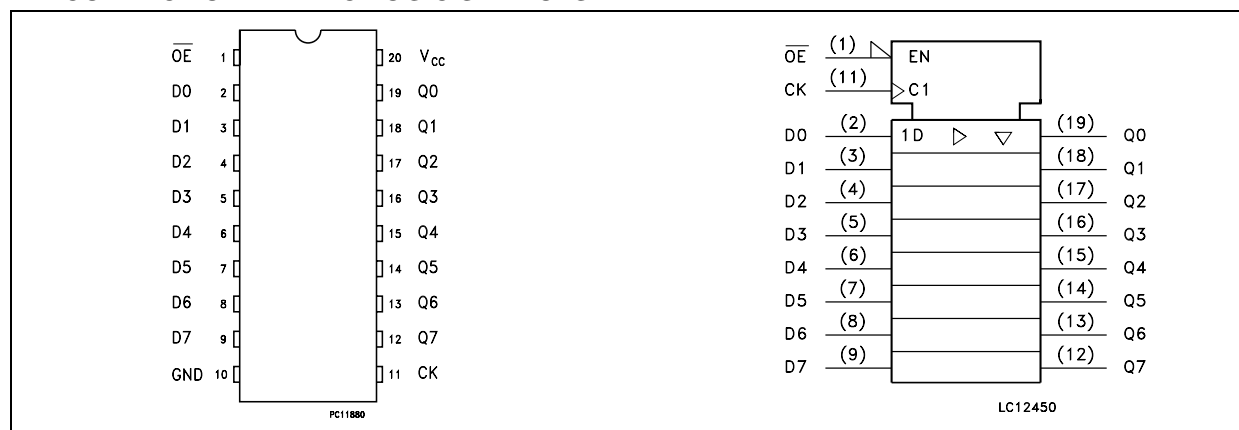 OE 1 20 VCC
D0 2 19 Q0
D1 3 18 Q1
D2 4 17 Q2
D3 5 16 Q3
D4 6 15 Q4
D5 7 14 Q5
D6 8 13 Q6
D7 9 12 Q7
GND 10 11 CK
PC11880
OE (1) EN
CK (11) C1
D0 (2) 1D (19) Q0
D1 (3) (18) Q1
D2 (4) (17) Q2
D3 (5) (16) Q3
D4 (6) (15) Q4
D5 (7) (14) Q5
D6 (8) (13) Q6
D7 (9) (12) Q7
LC12450